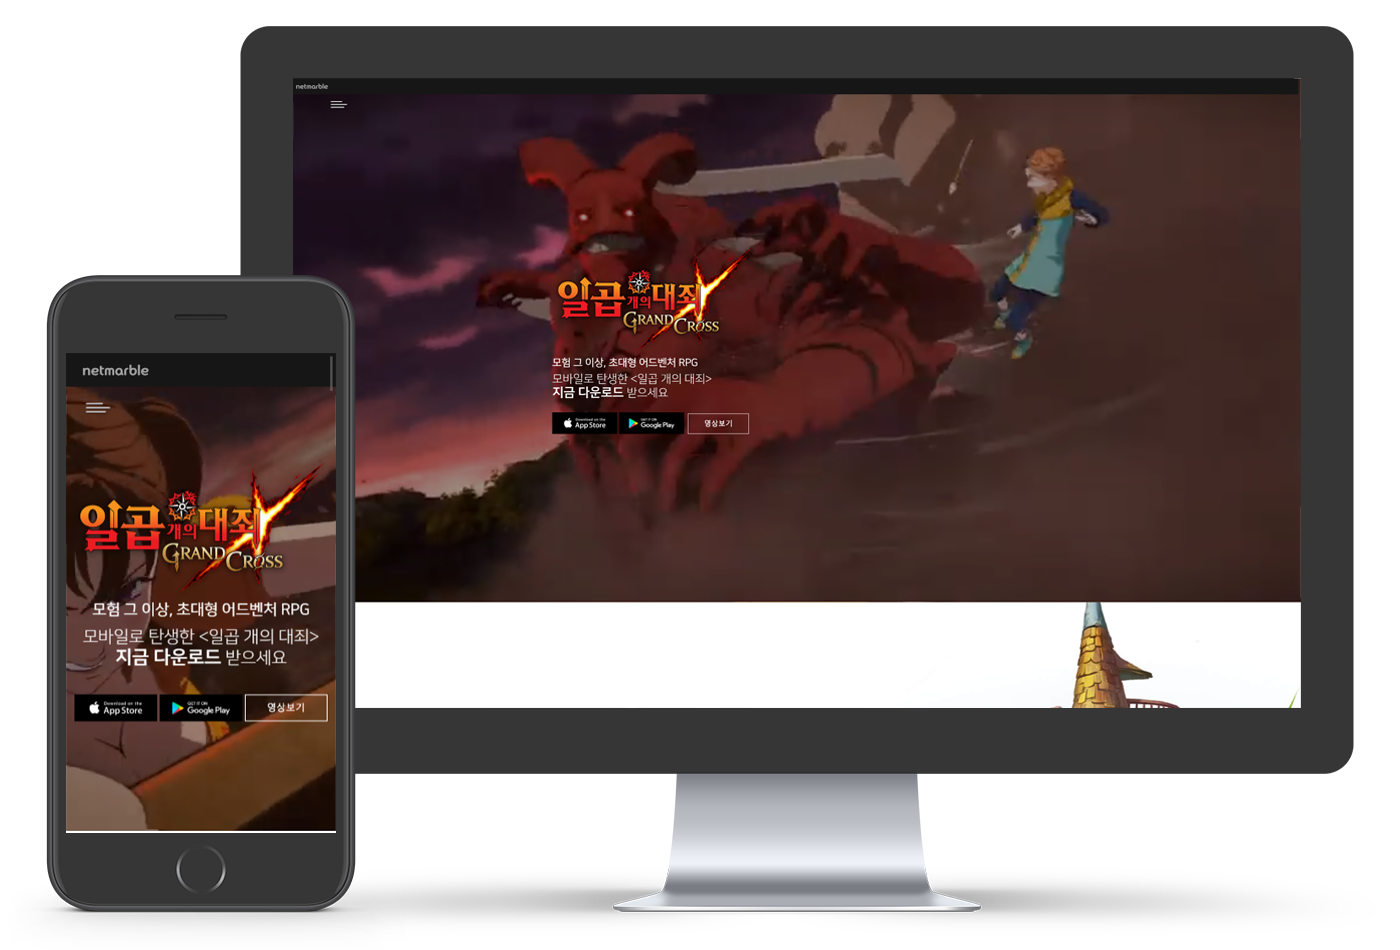 netmarble
일곱 개의 대죄
GRAND CROSS
모험 그 이상, 초대형 어드벤처 RPG
모바일로 탄생한 <일곱 개의 대죄>
지금 다운로드 받으세요
Download on the App Store
GET IT ON Google Play
영상보기
netmarble
일곱 개의 대죄
GRAND CROSS
모험 그 이상, 초대형 어드벤처 RPG
모바일로 탄생한 <일곱 개의 대죄>
지금 다운로드 받으세요
Download on the App Store
GET IT ON Google Play
영상보기